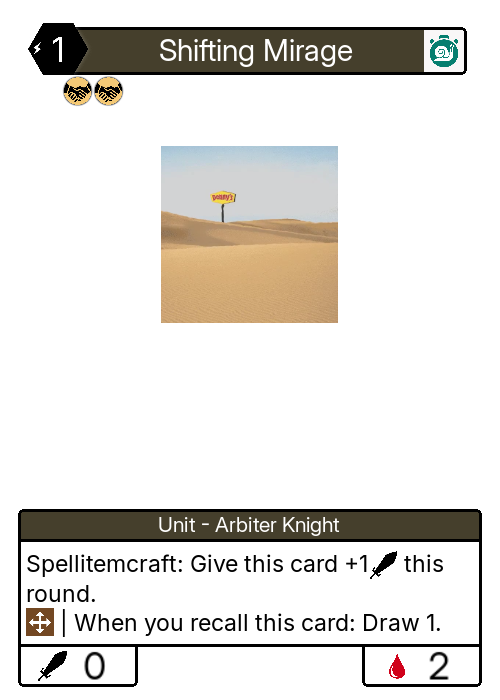 1
Shifting Mirage
Denny's
Unit - Arbiter Knight
Spellitemcraft: Give this card +1 this
round.
| When you recall this card: Draw 1.
0
2